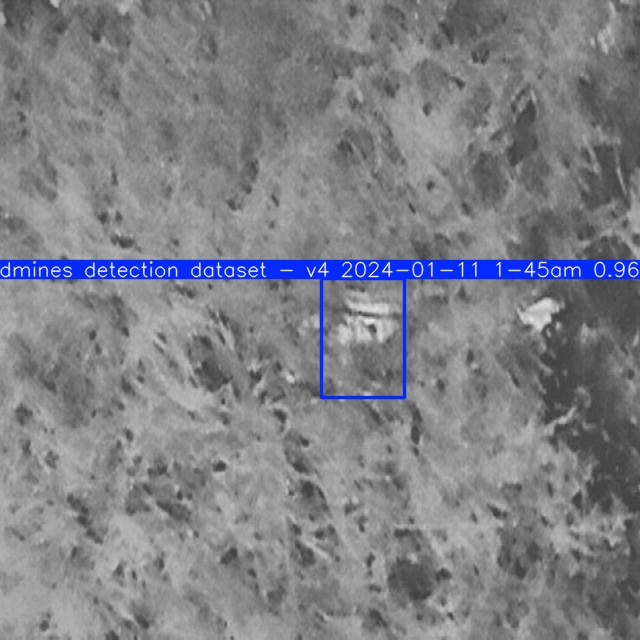 dmines detection dataset - v4 2024-01-11 1-45am 0.96